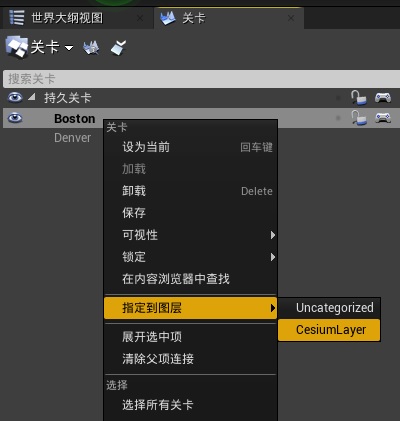 世界大纲视图
关卡
关卡
搜索关卡
持久关卡
Boston
Denver
关卡
设为当前 回车键
加载
卸载 Delete
保存
可视性
锁定
在内容浏览器中查找
指定到图层
Uncategorized
CesiumLayer
展开选中项
清除父项连接
选择
选择所有关卡